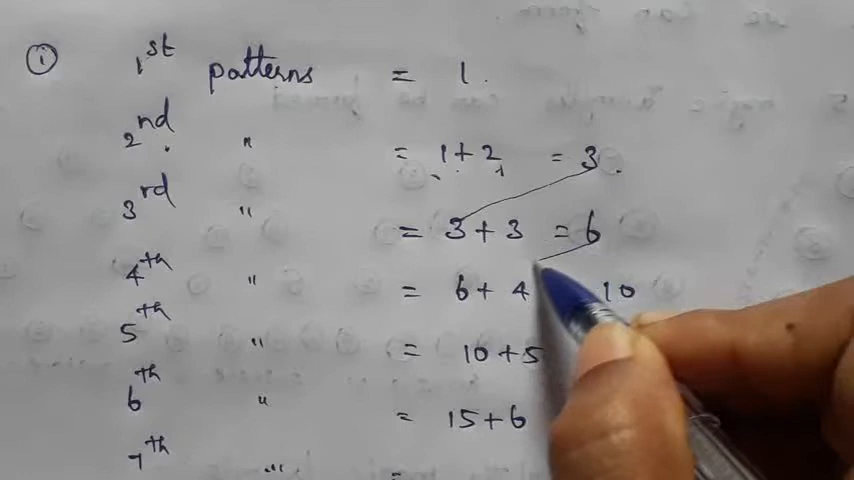 (i) 1st patterns = 1.
2nd " = 1+2 = 3.
3rd " = 3+3 = 6
4th " = 6+4 10
5th " = 10+5
6th " = 15+6
7th " =